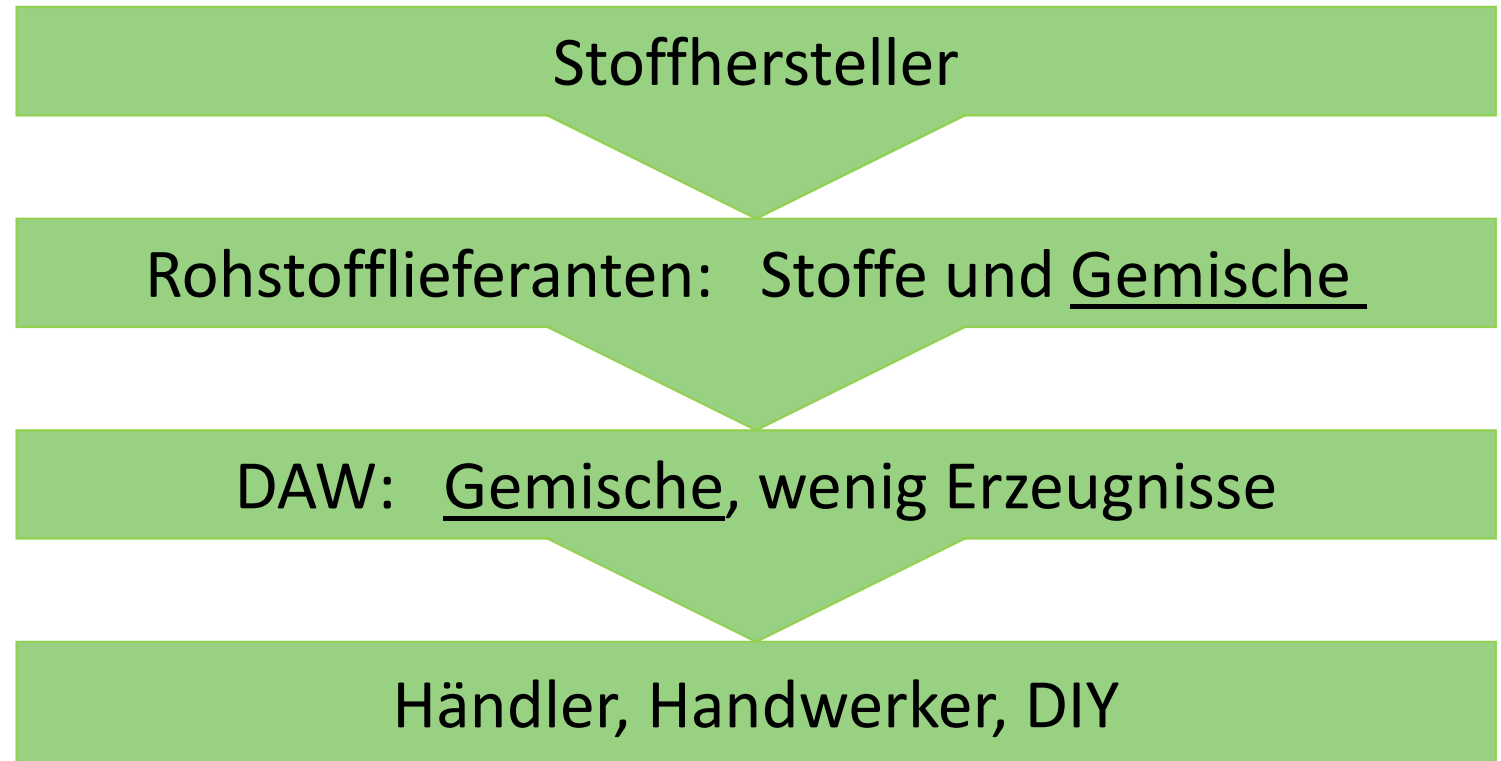 Stoffhersteller
Rohstofflieferanten: Stoffe und Gemische
DAW: Gemische, wenig Erzeugnisse
Händler, Handwerker, DIY